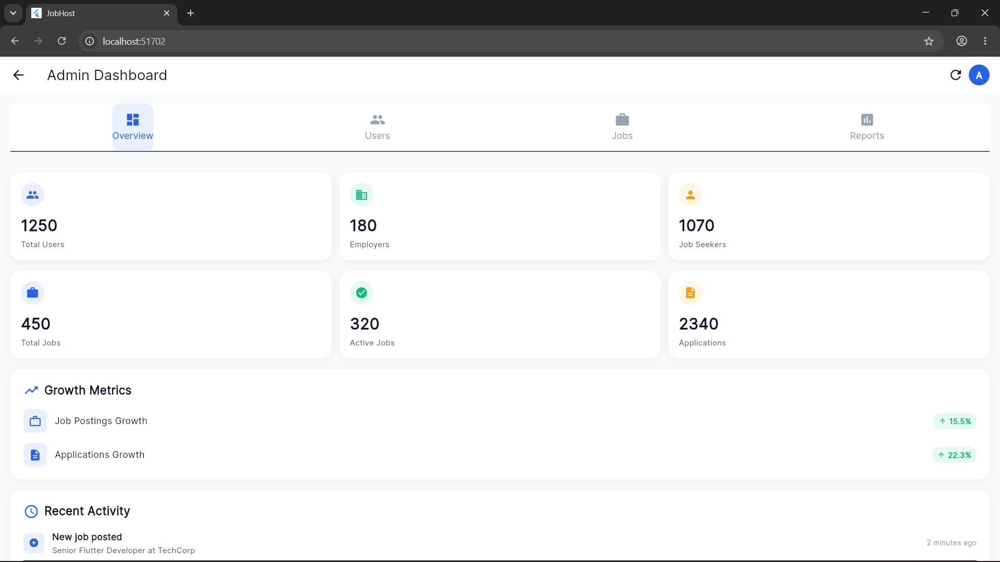 JobHost
localhost:51702
Admin Dashboard
A
Overview
Users
Jobs
Reports
1250
Total Users
180
Employers
1070
Job Seekers
450
Total Jobs
320
Active Jobs
2340
Applications
Growth Metrics
Job Postings Growth
↑ 15.5%
Applications Growth
↑ 22.3%
Recent Activity
New job posted
Senior Flutter Developer at TechCorp
2 minutes ago